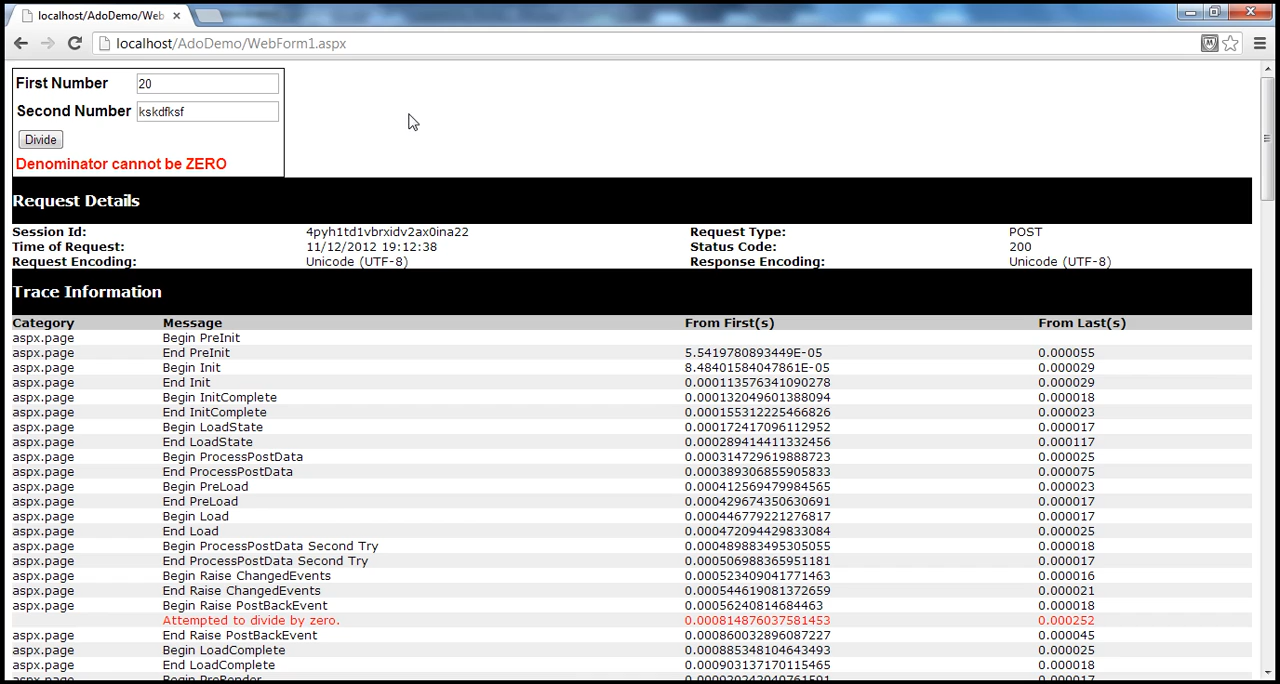 localhost/AdoDemo/Web
localhost/AdoDemo/WebForm1.aspx
First Number 20
Second Number kskdfksf
Divide
Denominator cannot be ZERO
Request Details
Session Id: 4pyh1td1vbrxidv2ax0ina22 Request Type: POST
Time of Request: 11/12/2012 19:12:38 Status Code: 200
Request Encoding: Unicode (UTF-8) Response Encoding: Unicode (UTF-8)
Trace Information
Category Message From First(s) From Last(s)
aspx.page Begin PreInit
aspx.page End PreInit 5.5419780893449E-05 0.000055
aspx.page Begin Init 8.48401584047861E-05 0.000029
aspx.page End Init 0.000113576341090278 0.000029
aspx.page Begin InitComplete 0.000132049601388094 0.000018
aspx.page End InitComplete 0.000155312225466826 0.000023
aspx.page Begin LoadState 0.000172417096112952 0.000017
aspx.page End LoadState 0.000289414411332456 0.000117
aspx.page Begin ProcessPostData 0.000314729619888723 0.000025
aspx.page End ProcessPostData 0.000389306855905833 0.000075
aspx.page Begin PreLoad 0.000412569479984565 0.000023
aspx.page End PreLoad 0.000429674350630691 0.000017
aspx.page Begin Load 0.000446779221276817 0.000017
aspx.page End Load 0.000472094429833084 0.000025
aspx.page Begin ProcessPostData Second Try 0.000489883495305055 0.000018
aspx.page End ProcessPostData Second Try 0.000506988365951181 0.000017
aspx.page Begin Raise ChangedEvents 0.000523409041771463 0.000016
aspx.page End Raise ChangedEvents 0.000544619081372659 0.000021
aspx.page Begin Raise PostBackEvent 0.00056240814684463 0.000018
Attempted to divide by zero. 0.000814876037581453 0.000252
aspx.page End Raise PostBackEvent 0.000860032896087227 0.000045
aspx.page Begin LoadComplete 0.000885348104643493 0.000025
aspx.page End LoadComplete 0.000903137170115465 0.000018